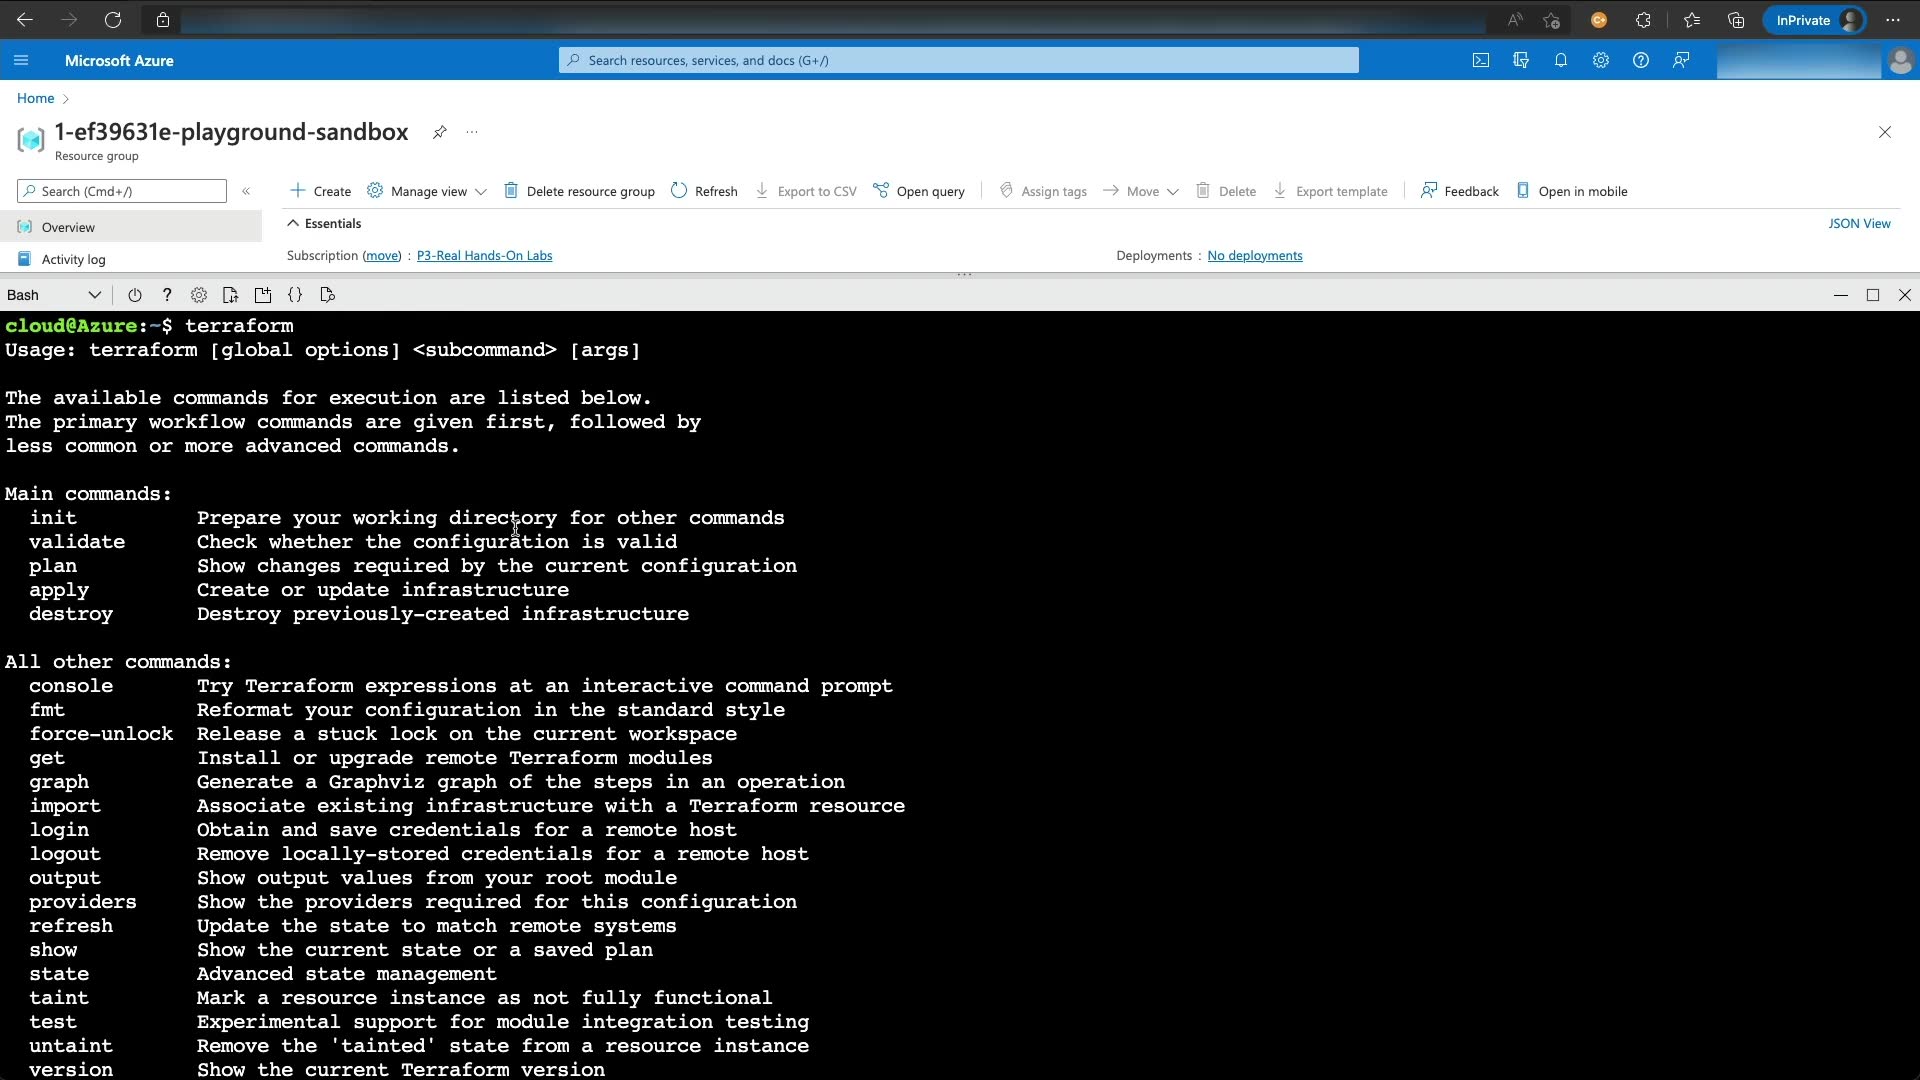 InPrivate
Microsoft Azure
Search resources, services, and docs (G+/)
Home
1-ef39631e-playground-sandbox
Resource group
Search (Cmd+/)
Create Manage view Delete resource group Refresh Export to CSV Open query Assign tags Move Delete Export template Feedback Open in mobile
Overview
Essentials
JSON View
Activity log
Subscription (move) : P3-Real Hands-On Labs
Deployments : No deployments
Bash
cloud@Azure:~$ terraform
Usage: terraform [global options] <subcommand> [args]
The available commands for execution are listed below.
The primary workflow commands are given first, followed by
less common or more advanced commands.
Main commands:
init Prepare your working directory for other commands
validate Check whether the configuration is valid
plan Show changes required by the current configuration
apply Create or update infrastructure
destroy Destroy previously-created infrastructure
All other commands:
console Try Terraform expressions at an interactive command prompt
fmt Reformat your configuration in the standard style
force-unlock Release a stuck lock on the current workspace
get Install or upgrade remote Terraform modules
graph Generate a Graphviz graph of the steps in an operation
import Associate existing infrastructure with a Terraform resource
login Obtain and save credentials for a remote host
logout Remove locally-stored credentials for a remote host
output Show output values from your root module
providers Show the providers required for this configuration
refresh Update the state to match remote systems
show Show the current state or a saved plan
state Advanced state management
taint Mark a resource instance as not fully functional
test Experimental support for module integration testing
untaint Remove the 'tainted' state from a resource instance
version Show the current Terraform version